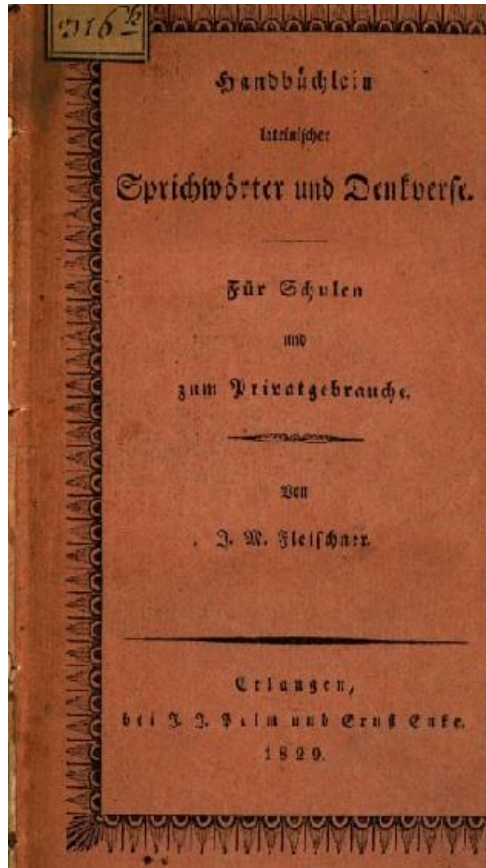 316 k
Handbüchlein
lateinischer
Sprichwörter und Denkverse.
Für Schulen
und
zum Privatgebrauche.
Von
J. M. Fleischner.
Erlangen,
bei J. J. Palm und Ernst Enke.
1829.